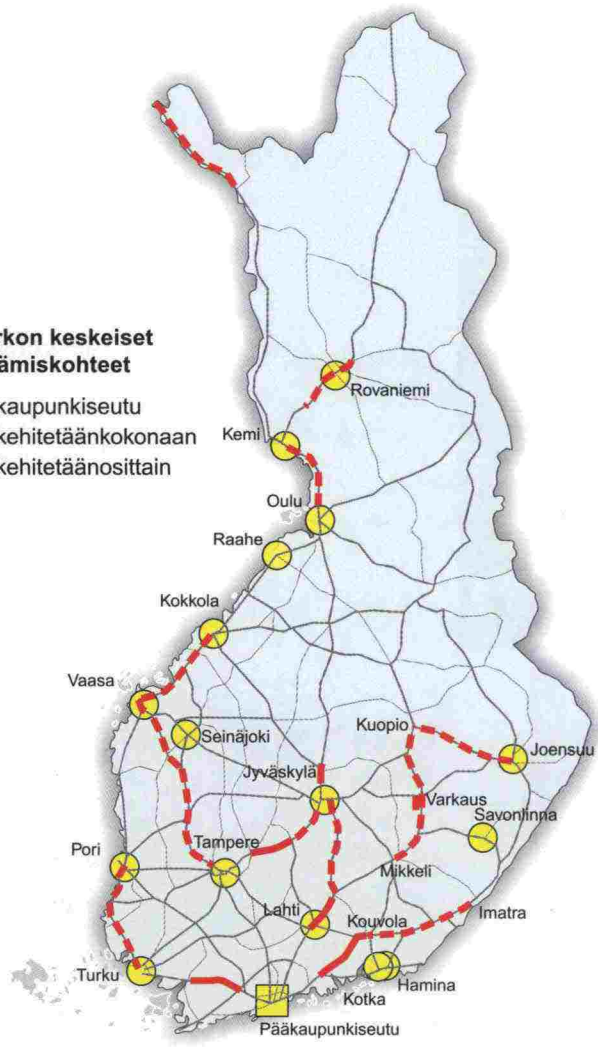 rkon keskeiset
ämiskohteet
kaupunkiseutu
kehitetäänkokonaan
kehitetäänosittain
Rovaniemi
Kemi
Oulu
Raahe
Kokkola
Vaasa
Seinäjoki
Kuopio
Joensuu
Jyväskylä
Varkaus
Savonlinna
Tampere
Pori
Mikkeli
Lahti
Kouvola
Imatra
Turku
Hamina
Kotka
Pääkaupunkiseutu